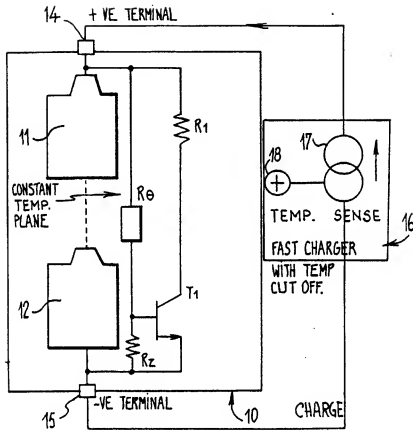 14
+ VE TERMINAL
11
R1
17
18
CONSTANT
TEMP.
PLANE
Rθ
TEMP. SENSE
16
FAST CHARGER
WITH TEMP
CUT OFF.
12
T1
RZ
15
-VE TERMINAL
10
CHARGE